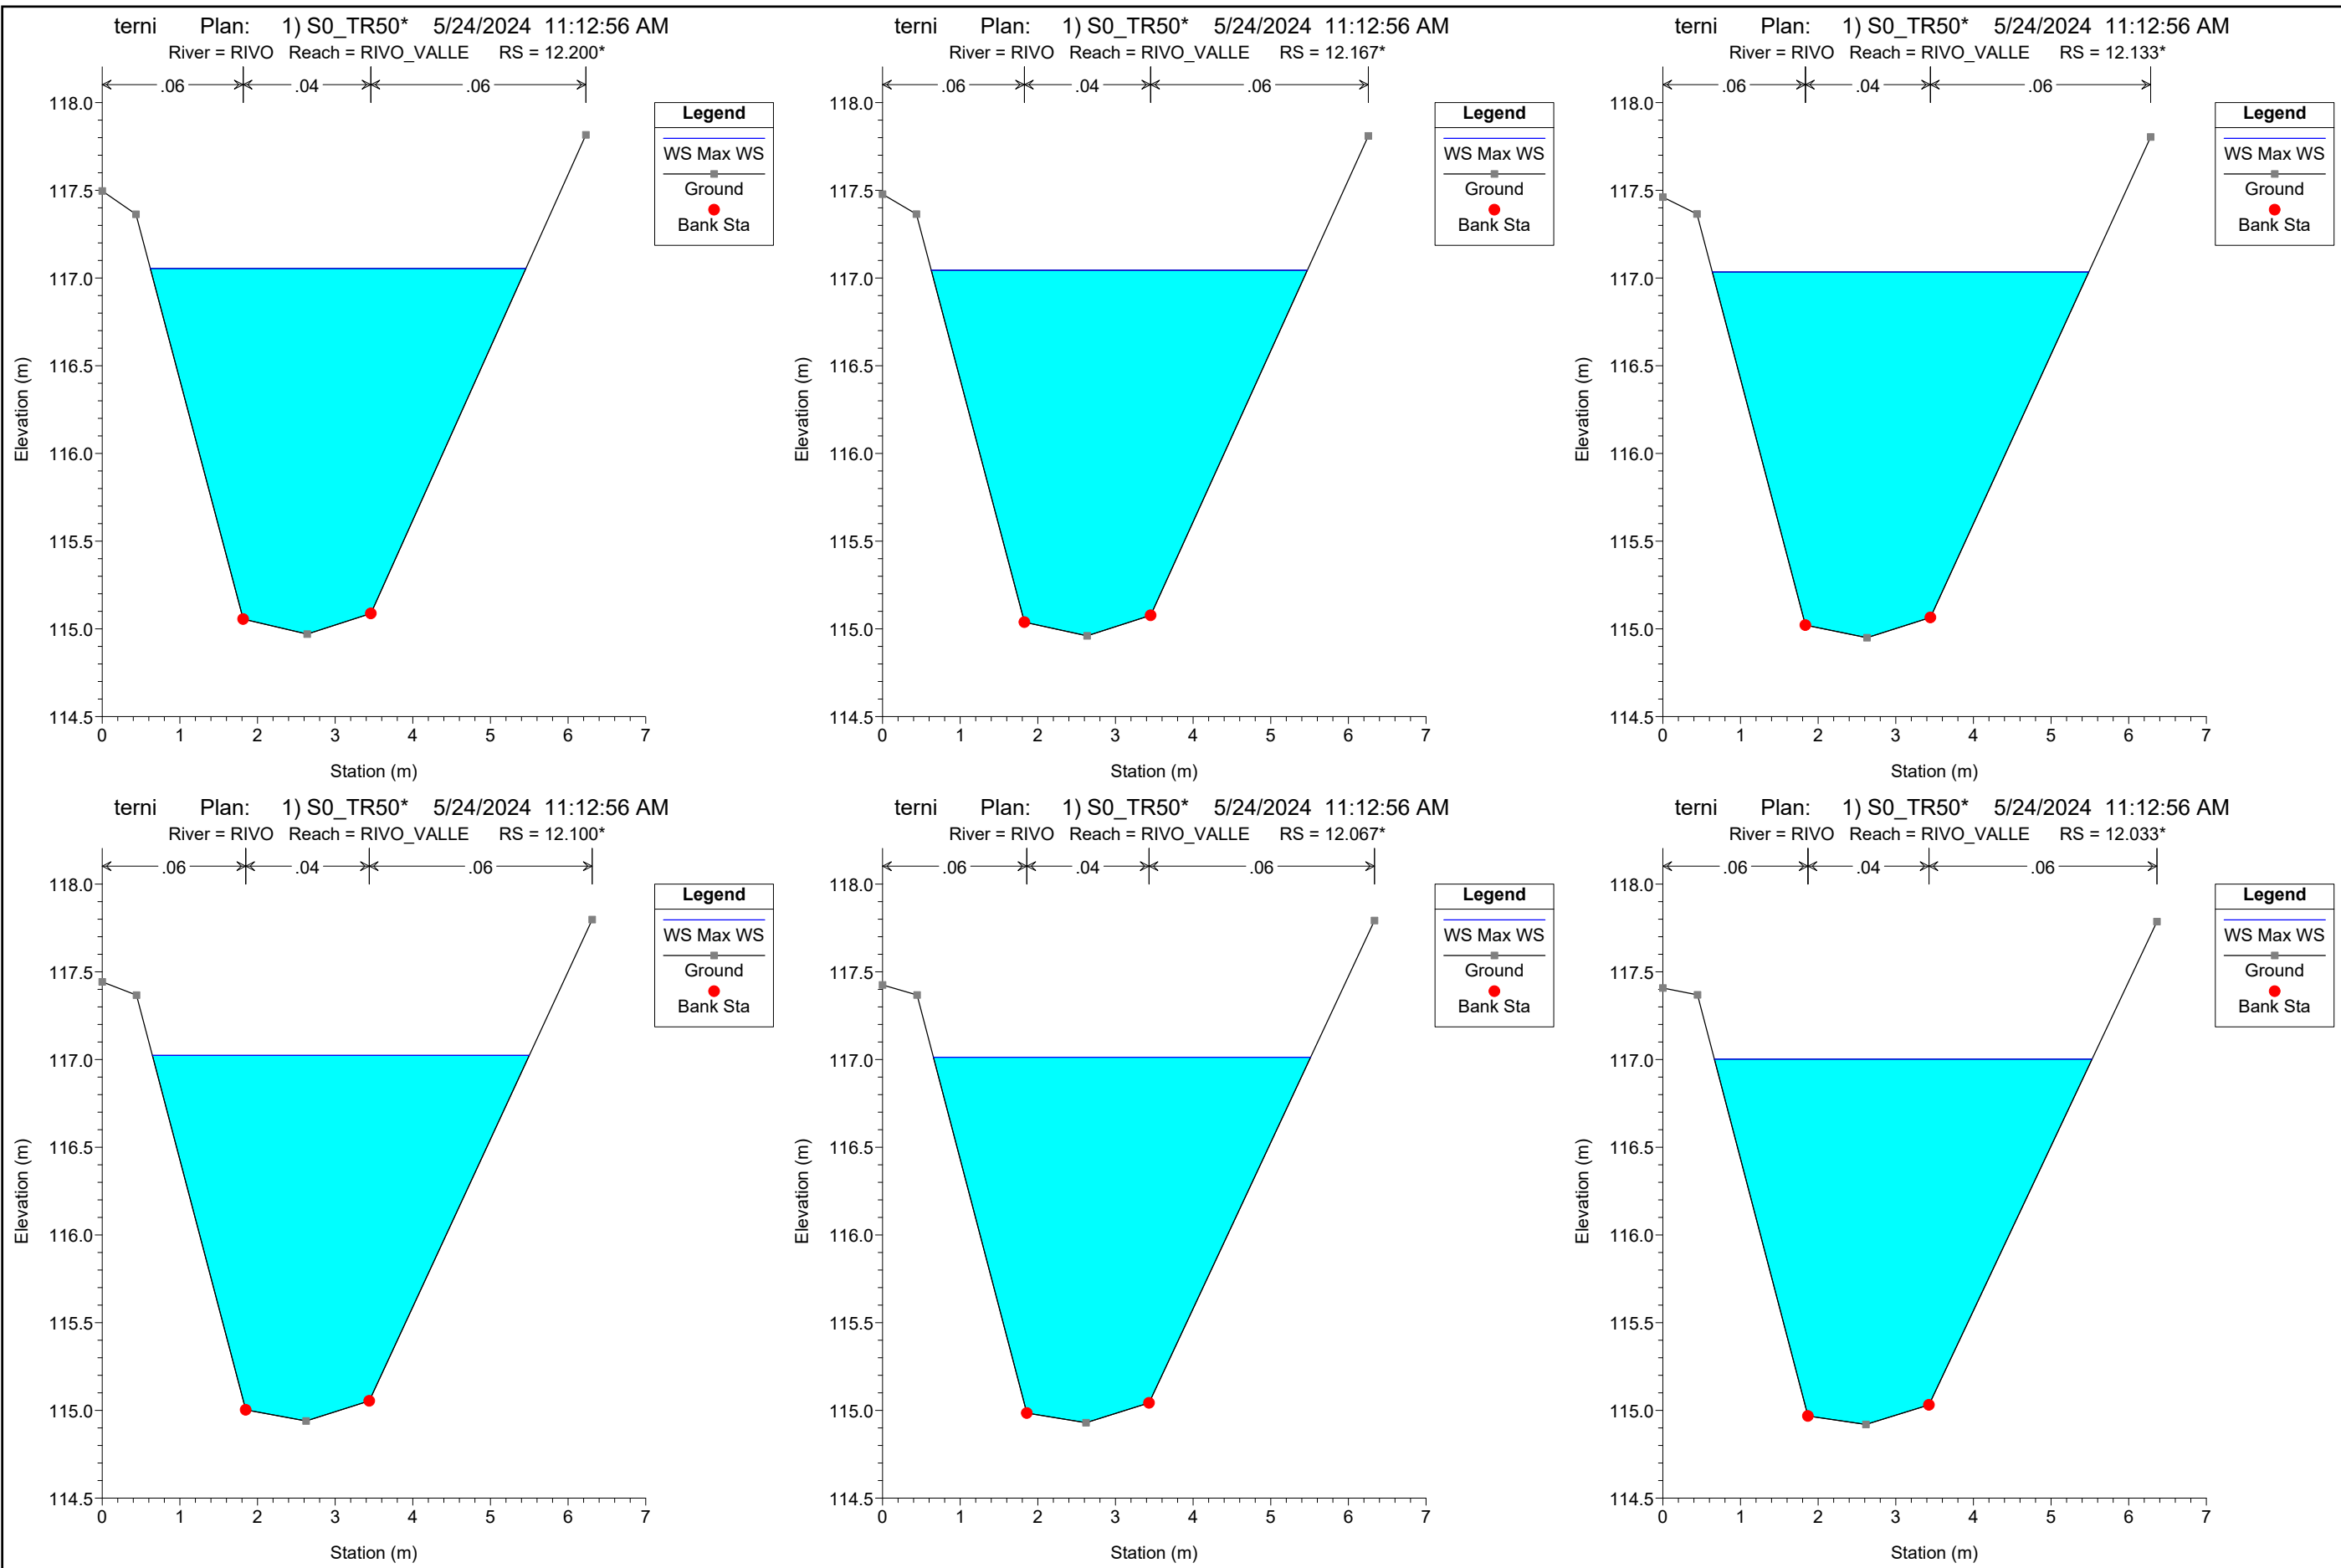 terni Plan: 1) S0_TR50* 5/24/2024 11:12:56 AM
River = RIVO Reach = RIVO_VALLE RS = 12.200*
.06 .04 .06
118.0
117.5
117.0
116.5
116.0
115.5
115.0
114.5
0 1 2 3 4 5 6 7
Station (m)
Elevation (m)
Legend
WS Max WS
Ground
Bank Sta
terni Plan: 1) S0_TR50* 5/24/2024 11:12:56 AM
River = RIVO Reach = RIVO_VALLE RS = 12.167*
.06 .04 .06
118.0
117.5
117.0
116.5
116.0
115.5
115.0
114.5
0 1 2 3 4 5 6 7
Station (m)
Elevation (m)
Legend
WS Max WS
Ground
Bank Sta
terni Plan: 1) S0_TR50* 5/24/2024 11:12:56 AM
River = RIVO Reach = RIVO_VALLE RS = 12.133*
.06 .04 .06
118.0
117.5
117.0
116.5
116.0
115.5
115.0
114.5
0 1 2 3 4 5 6 7
Station (m)
Elevation (m)
Legend
WS Max WS
Ground
Bank Sta
terni Plan: 1) S0_TR50* 5/24/2024 11:12:56 AM
River = RIVO Reach = RIVO_VALLE RS = 12.100*
.06 .04 .06
118.0
117.5
117.0
116.5
116.0
115.5
115.0
114.5
0 1 2 3 4 5 6 7
Station (m)
Elevation (m)
Legend
WS Max WS
Ground
Bank Sta
terni Plan: 1) S0_TR50* 5/24/2024 11:12:56 AM
River = RIVO Reach = RIVO_VALLE RS = 12.067*
.06 .04 .06
118.0
117.5
117.0
116.5
116.0
115.5
115.0
114.5
0 1 2 3 4 5 6 7
Station (m)
Elevation (m)
Legend
WS Max WS
Ground
Bank Sta
terni Plan: 1) S0_TR50* 5/24/2024 11:12:56 AM
River = RIVO Reach = RIVO_VALLE RS = 12.033*
.06 .04 .06
118.0
117.5
117.0
116.5
116.0
115.5
115.0
114.5
0 1 2 3 4 5 6 7
Station (m)
Elevation (m)
Legend
WS Max WS
Ground
Bank Sta